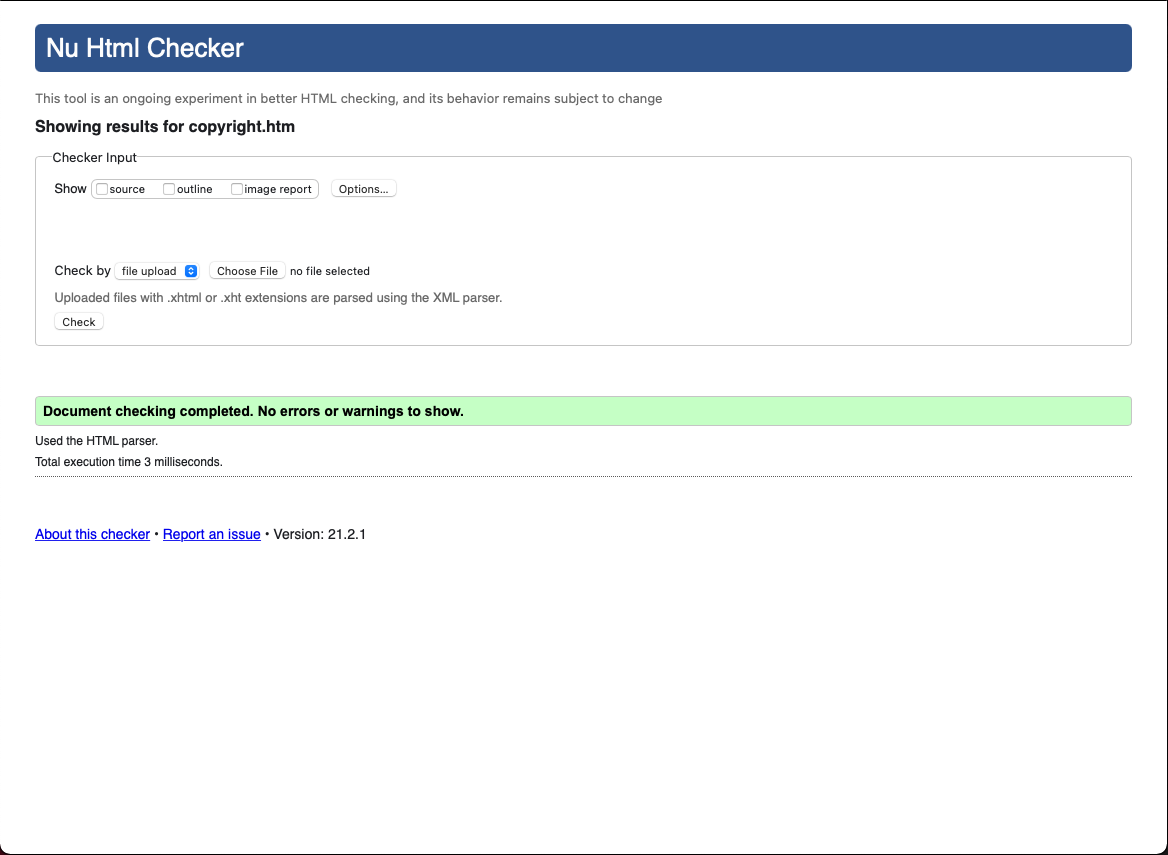 Nu Html Checker
This tool is an ongoing experiment in better HTML checking, and its behavior remains subject to change
Showing results for copyright.htm
Checker Input
Show source outline image report Options...
Check by file upload Choose File no file selected
Uploaded files with .xhtml or .xht extensions are parsed using the XML parser.
Check
Document checking completed. No errors or warnings to show.
Used the HTML parser.
Total execution time 3 milliseconds.
About this checker • Report an issue • Version: 21.2.1